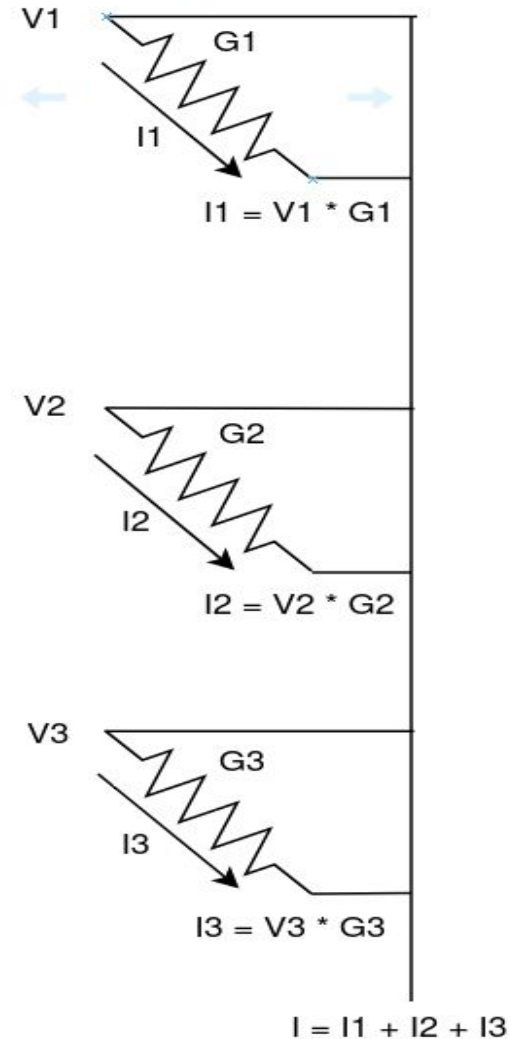 V1
G1
I1
I1 = V1 * G1
V2
G2
I2
I2 = V2 * G2
V3
G3
I3
I3 = V3 * G3
I = I1 + I2 + I3